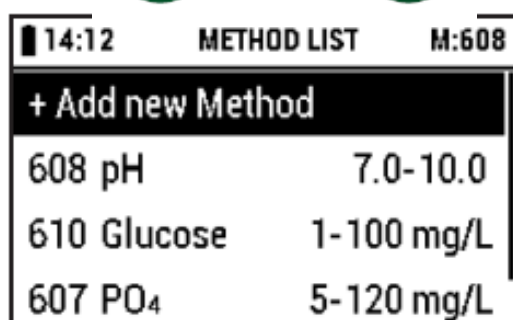 14:12 METHOD LIST M:608
+ Add new Method
608 pH 7.0-10.0
610 Glucose 1-100 mg/L
607 PO₄ 5-120 mg/L